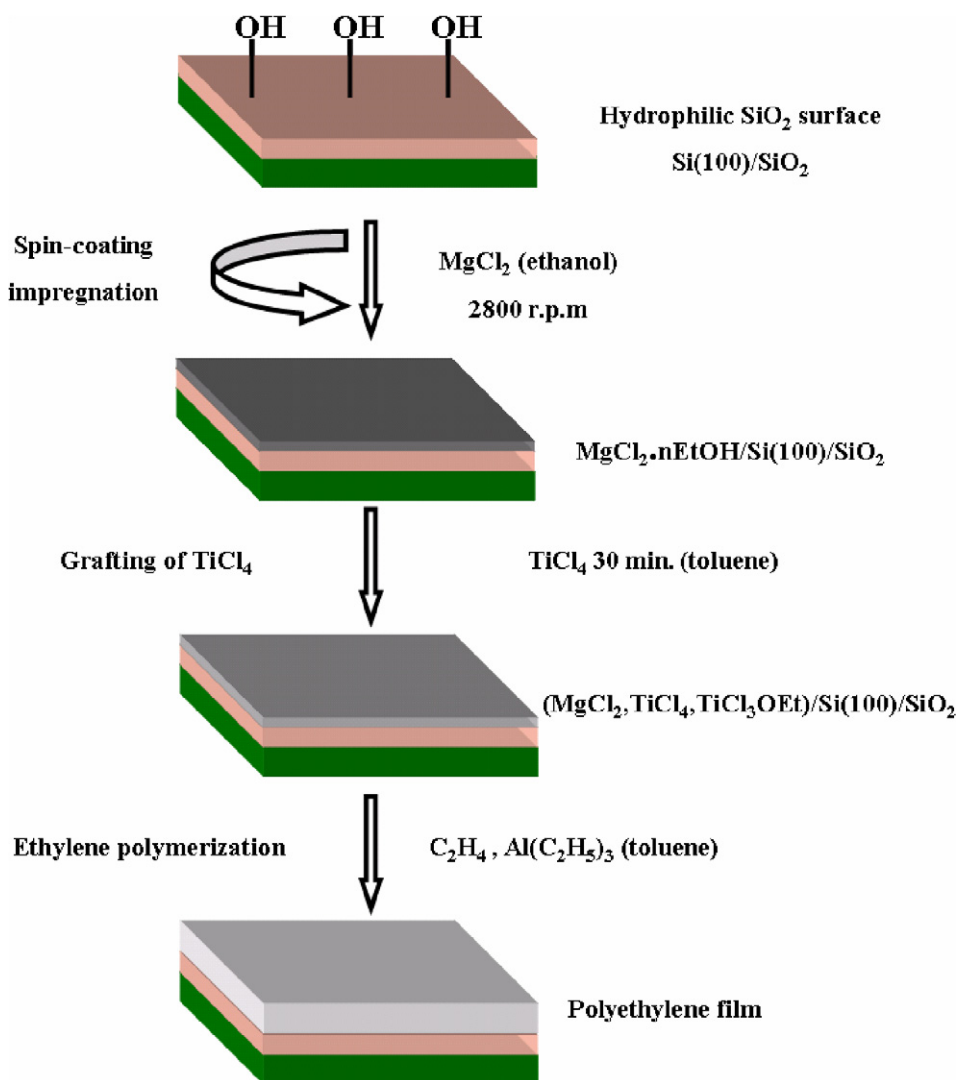 OH OH OH
Hydrophilic SiO₂ surface
Si(100)/SiO₂
Spin-coating
impregnation
MgCl₂ (ethanol)
2800 r.p.m
MgCl₂.nEtOH/Si(100)/SiO₂
Grafting of TiCl₄
TiCl₄ 30 min. (toluene)
(MgCl₂,TiCl₄,TiCl₃OEt)/Si(100)/SiO₂
Ethylene polymerization
C₂H₄ , Al(C₂H₅)₃ (toluene)
Polyethylene film